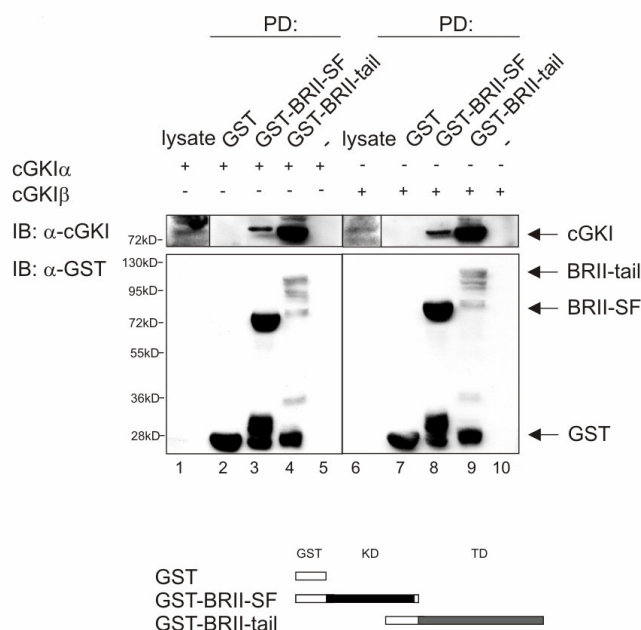 PD: PD:
lysate GST GST-BRII-SF GST-BRII-tail - lysate GST GST-BRII-SF GST-BRII-tail -
cGKIα + + + + + - - - - -
cGKIβ - - - - - + + + + +
IB: α-cGKI 72kD cGKI
IB: α-GST 130kD BRII-tail
95kD
72kD BRII-SF
55kD
36kD
28kD GST
1 2 3 4 5 6 7 8 9 10
GST KD TD
GST
GST-BRII-SF
GST-BRII-tail